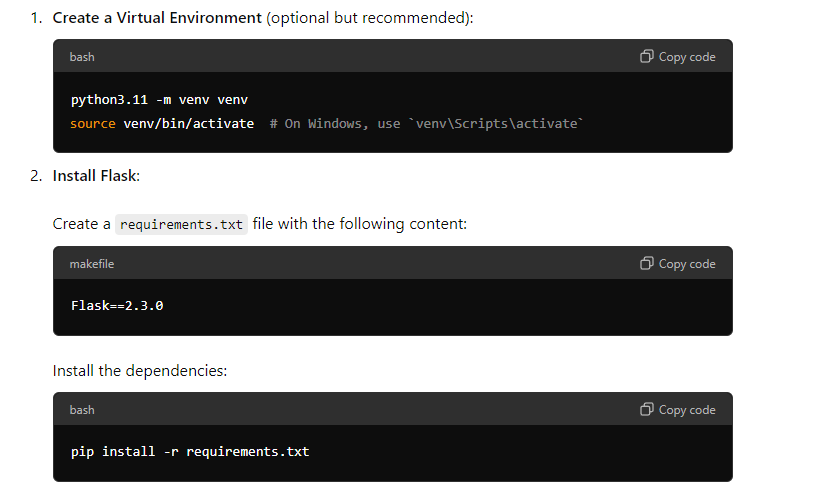 1. Create a Virtual Environment (optional but recommended):
bash
Copy code
python3.11 -m venv venv
source venv/bin/activate  # On Windows, use `venv\Scripts\activate`
2. Install Flask:
Create a requirements.txt file with the following content:
makefile
Copy code
Flask==2.3.0
Install the dependencies:
bash
Copy code
pip install -r requirements.txt